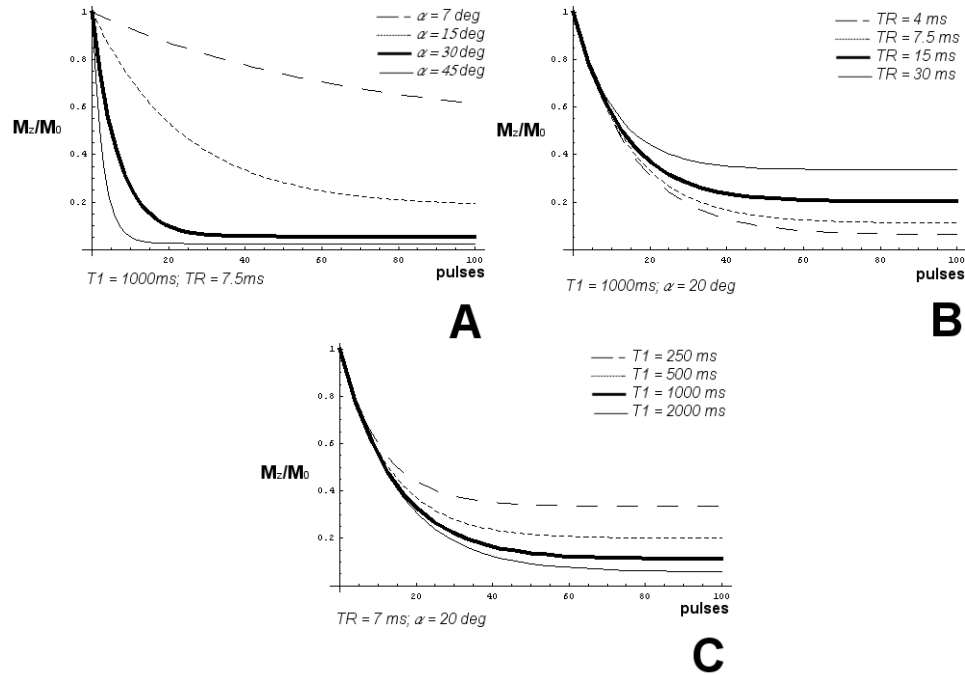 1
α = 7 deg
α = 15 deg
α = 30 deg
α = 45 deg
0.8
0.6
Mz/M0
0.4
0.2
20 40 60 80 100
pulses
T1 = 1000ms; TR = 7.5ms
A
1
TR = 4 ms
TR = 7.5 ms
TR = 15 ms
TR = 30 ms
0.8
0.6
Mz/M0
0.4
0.2
20 40 60 80 100
pulses
T1 = 1000ms; α = 20 deg
B
1
T1 = 250 ms
T1 = 500 ms
T1 = 1000 ms
T1 = 2000 ms
0.8
0.6
Mz/M0
0.4
0.2
20 40 60 80 100
pulses
TR = 7 ms; α = 20 deg
C